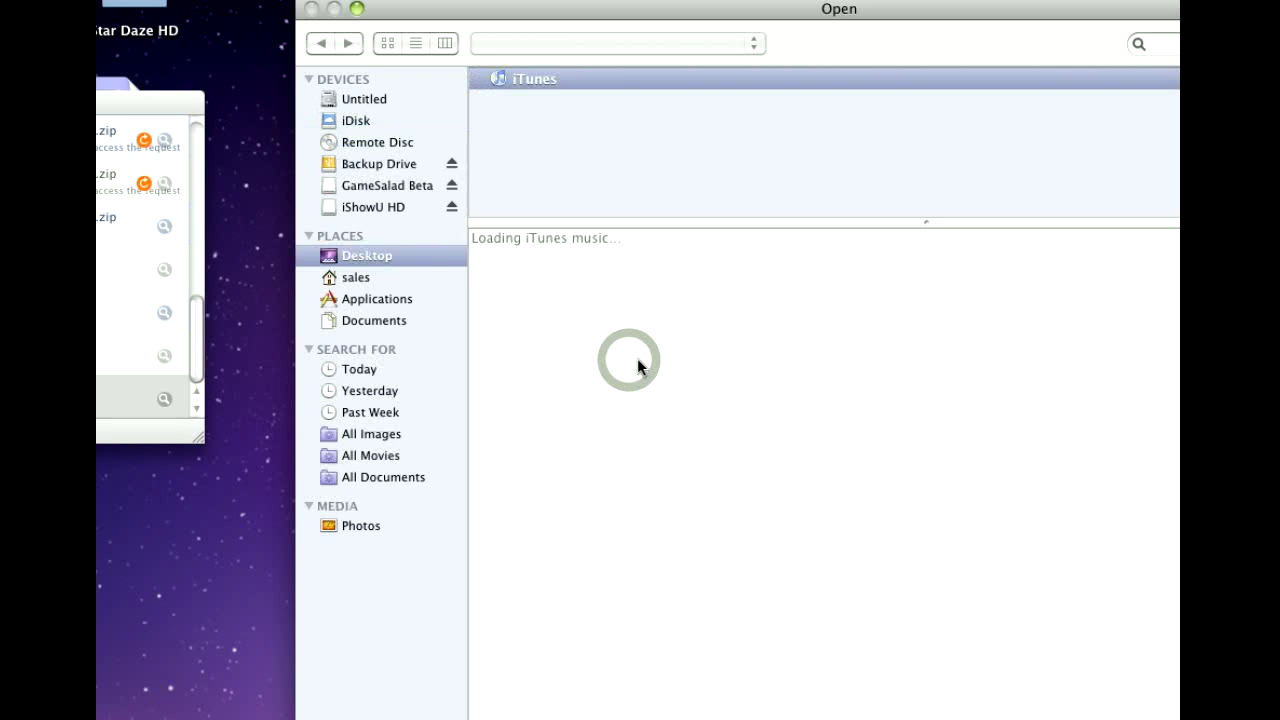 Star Daze HD
.zip
access the request
.zip
access the request
.zip
Open
DEVICES
Untitled
iDisk
Remote Disc
Backup Drive
GameSalad Beta
iShowU HD
PLACES
Desktop
sales
Applications
Documents
SEARCH FOR
Today
Yesterday
Past Week
All Images
All Movies
All Documents
MEDIA
Photos
iTunes
Loading iTunes music...